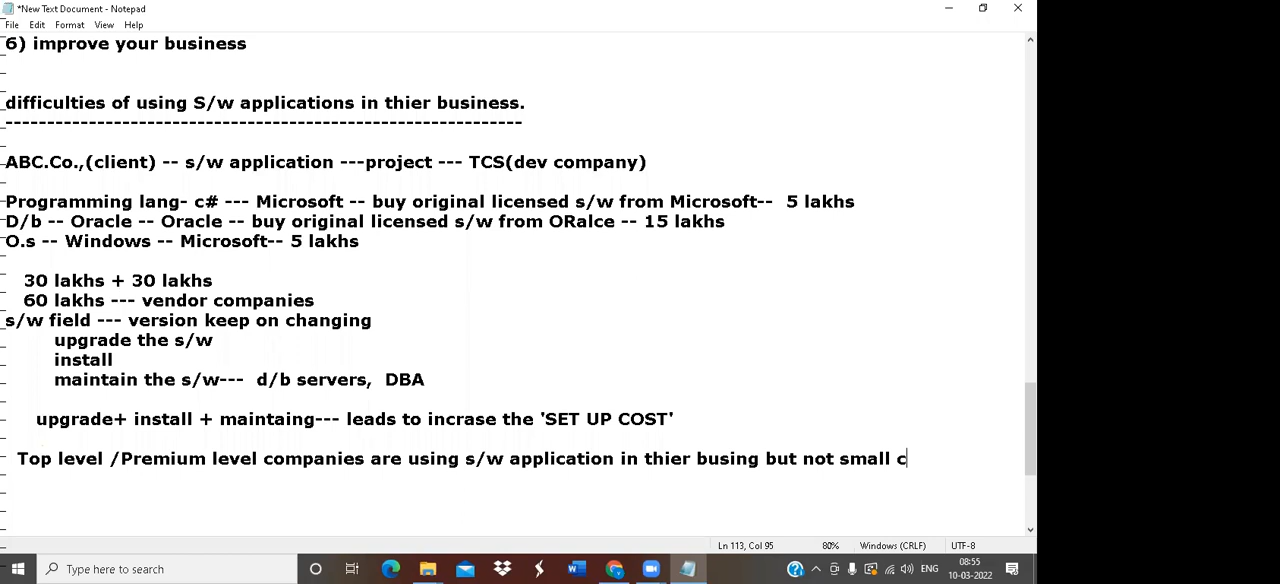 *New Text Document - Notepad
File Edit Format View Help
6) improve your business
difficulties of using S/w applications in thier business.
--------------------------------------------------------------
ABC.Co.,(client) -- s/w application ---project --- TCS(dev company)
Programming lang- c# --- Microsoft -- buy original licensed s/w from Microsoft-- 5 lakhs
D/b -- Oracle -- Oracle -- buy original licensed s/w from ORalce -- 15 lakhs
O.s -- Windows -- Microsoft-- 5 lakhs
30 lakhs + 30 lakhs
60 lakhs --- vendor companies
s/w field --- version keep on changing
upgrade the s/w
install
maintain the s/w--- d/b servers, DBA
upgrade+ install + maintaing--- leads to incrase the 'SET UP COST'
Top level /Premium level companies are using s/w application in thier busing but not small c
Ln 113, Col 95 80% Windows (CRLF) UTF-8
Type here to search
ENG
08:55
10-03-2022